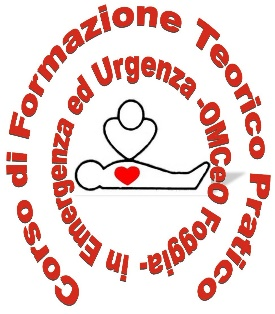 Corso di Formazione Teorico Pratico
in Emergenza ed Urgenza -OMCeO Foggia-